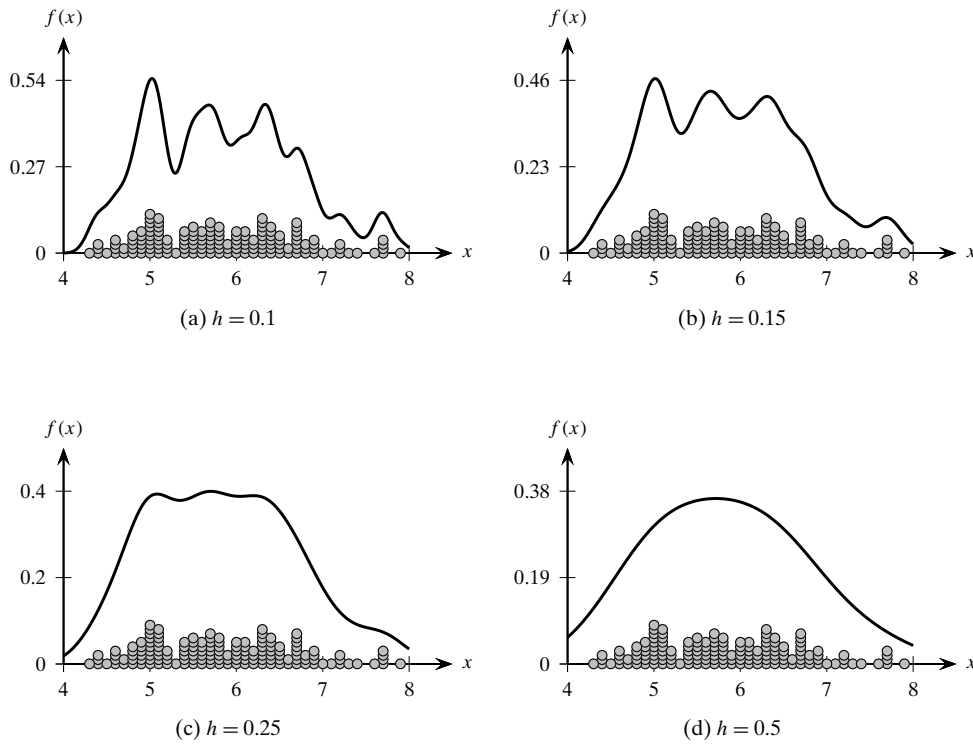 f(x)
0.54
0.27
0
4 5 6 7 8
x
(a) h = 0.1
f(x)
0.46
0.23
0
4 5 6 7 8
x
(b) h = 0.15
f(x)
0.4
0.2
0
4 5 6 7 8
x
(c) h = 0.25
f(x)
0.38
0.19
0
4 5 6 7 8
x
(d) h = 0.5